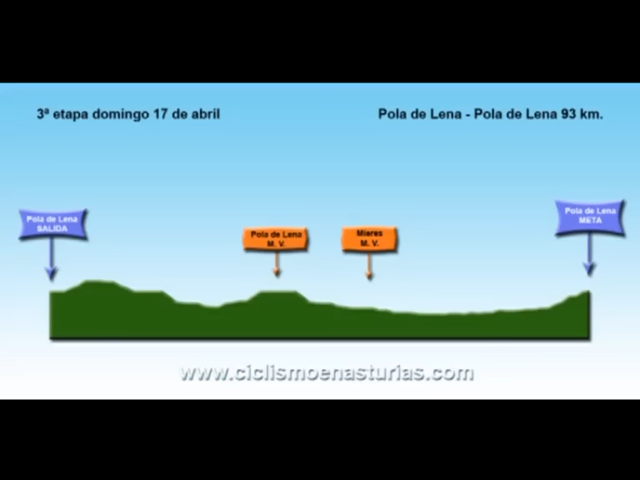 3ª etapa domingo 17 de abril
Pola de Lena - Pola de Lena 93 km.
Pola de Lena
SALIDA
Pola de Lena
M. V.
Mieres
M. V.
Pola de Lena
META
www.ciclismoenasturias.com